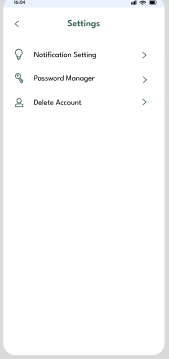 16:04
Settings
Notification Setting
Password Manager
Delete Account